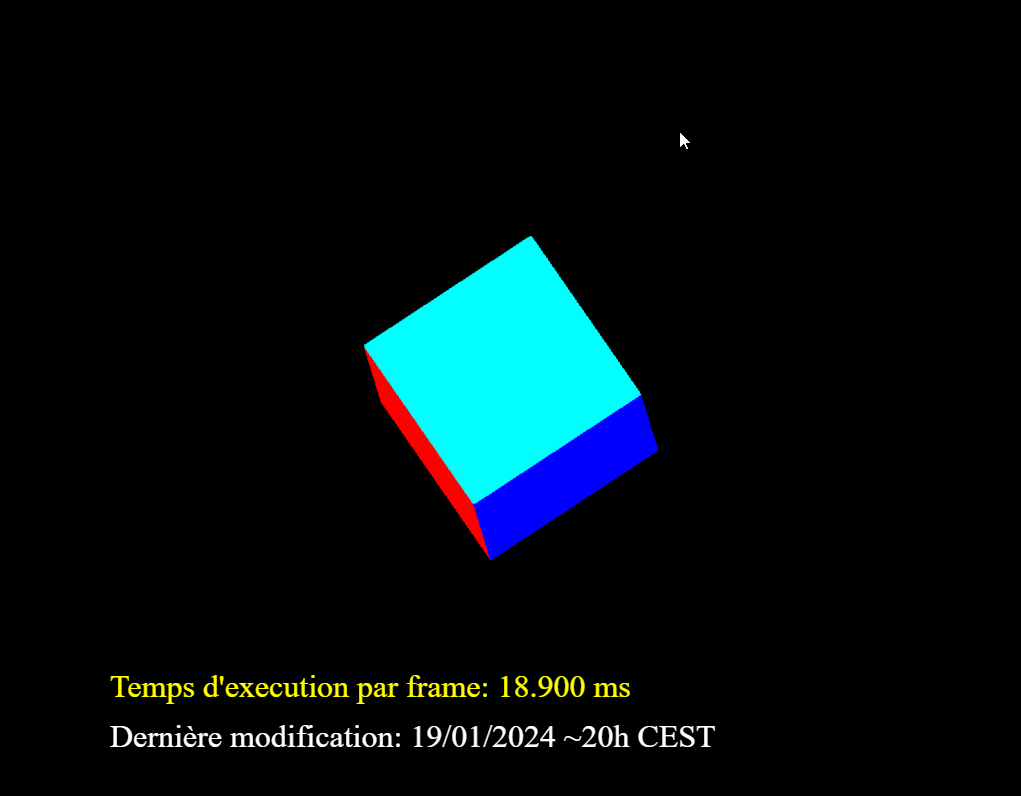 Temps d'execution par frame: 18.900 ms
Dernière modification: 19/01/2024 ~20h CEST